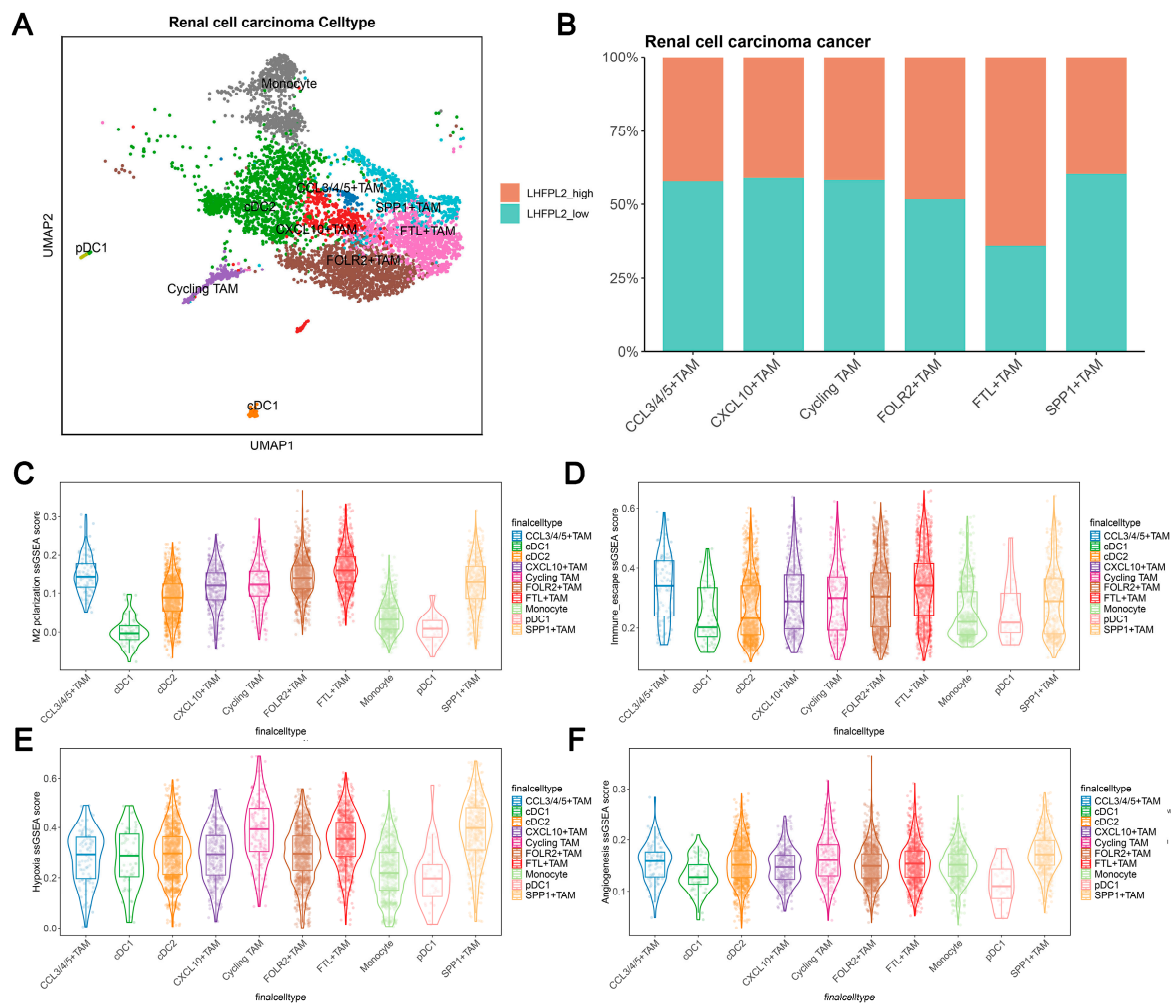 A
Renal cell carcinoma Celltype
Monocyte
CCL3/4/5+TAM
cDC2
SPP1+TAM
CXCL10+TAM
FTL+TAM
pDC1
FOLR2+TAM
Cycling TAM
cDC1
UMAP2
UMAP1
B
Renal cell carcinoma cancer
100%
75%
50%
25%
0%
LHFPL2_high
LHFPL2_low
CCL3/4/5+TAM
CXCL10+TAM
Cycling TAM
FOLR2+TAM
FTL+TAM
SPP1+TAM
C
M2 polarization ssGSEA score
0.3
0.2
0.1
0.0
CCL3/4/5+TAM
cDC1
cDC2
CXCL10+TAM
Cycling TAM
FOLR2+TAM
FTL+TAM
Monocyte
pDC1
SPP1+TAM
finalcelltype
finalcelltype
CCL3/4/5+TAM
cDC1
cDC2
CXCL10+TAM
Cycling TAM
FOLR2+TAM
FTL+TAM
Monocyte
pDC1
SPP1+TAM
D
Immune_escape ssGSEA score
0.6
0.4
0.2
CCL3/4/5+TAM
cDC1
cDC2
CXCL10+TAM
Cycling TAM
FOLR2+TAM
FTL+TAM
Monocyte
pDC1
SPP1+TAM
finalcelltype
finalcelltype
CCL3/4/5+TAM
cDC1
cDC2
CXCL10+TAM
Cycling TAM
FOLR2+TAM
FTL+TAM
Monocyte
pDC1
SPP1+TAM
E
Hypoxia ssGSEA score
0.6
0.4
0.2
0.0
CCL3/4/5+TAM
cDC1
cDC2
CXCL10+TAM
Cycling TAM
FOLR2+TAM
FTL+TAM
Monocyte
pDC1
SPP1+TAM
finalcelltype
finalcelltype
CCL3/4/5+TAM
cDC1
cDC2
CXCL10+TAM
Cycling TAM
FOLR2+TAM
FTL+TAM
Monocyte
pDC1
SPP1+TAM
F
Angiogenesis ssGSEA score
0.3
0.2
0.1
CCL3/4/5+TAM
cDC1
cDC2
CXCL10+TAM
Cycling TAM
FOLR2+TAM
FTL+TAM
Monocyte
pDC1
SPP1+TAM
finalcelltype
finalcelltype
CCL3/4/5+TAM
cDC1
cDC2
CXCL10+TAM
Cycling TAM
FOLR2+TAM
FTL+TAM
Monocyte
pDC1
SPP1+TAM